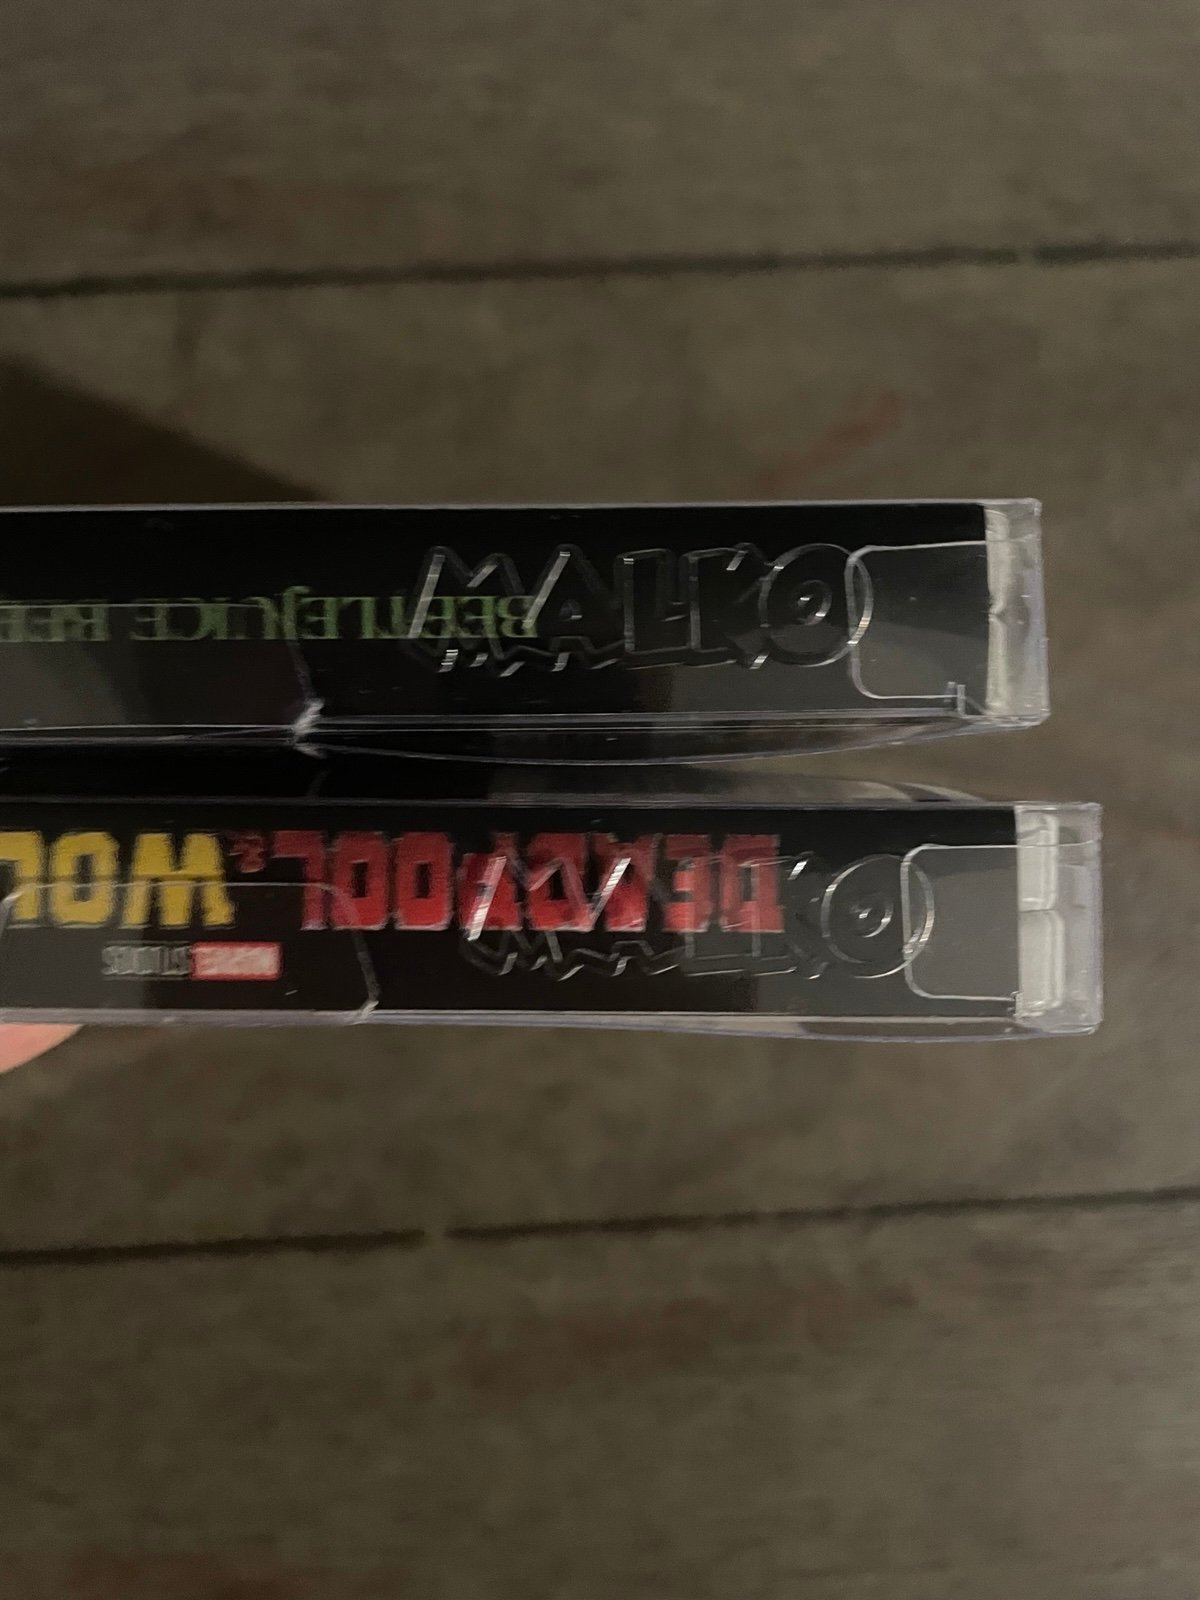 MALKO
BEETLEJUICE BEE
MALKO
DEADPOOL & WOL
MARVEL STUDIOS